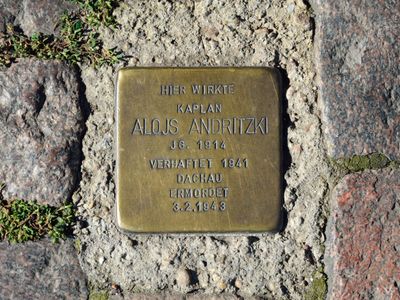 HIER WIRKTE
KAPLAN
ALOJS ANDRITZKI
JG. 1914
VERHAFTET 1941
DACHAU
ERMORDET
3.2.1943